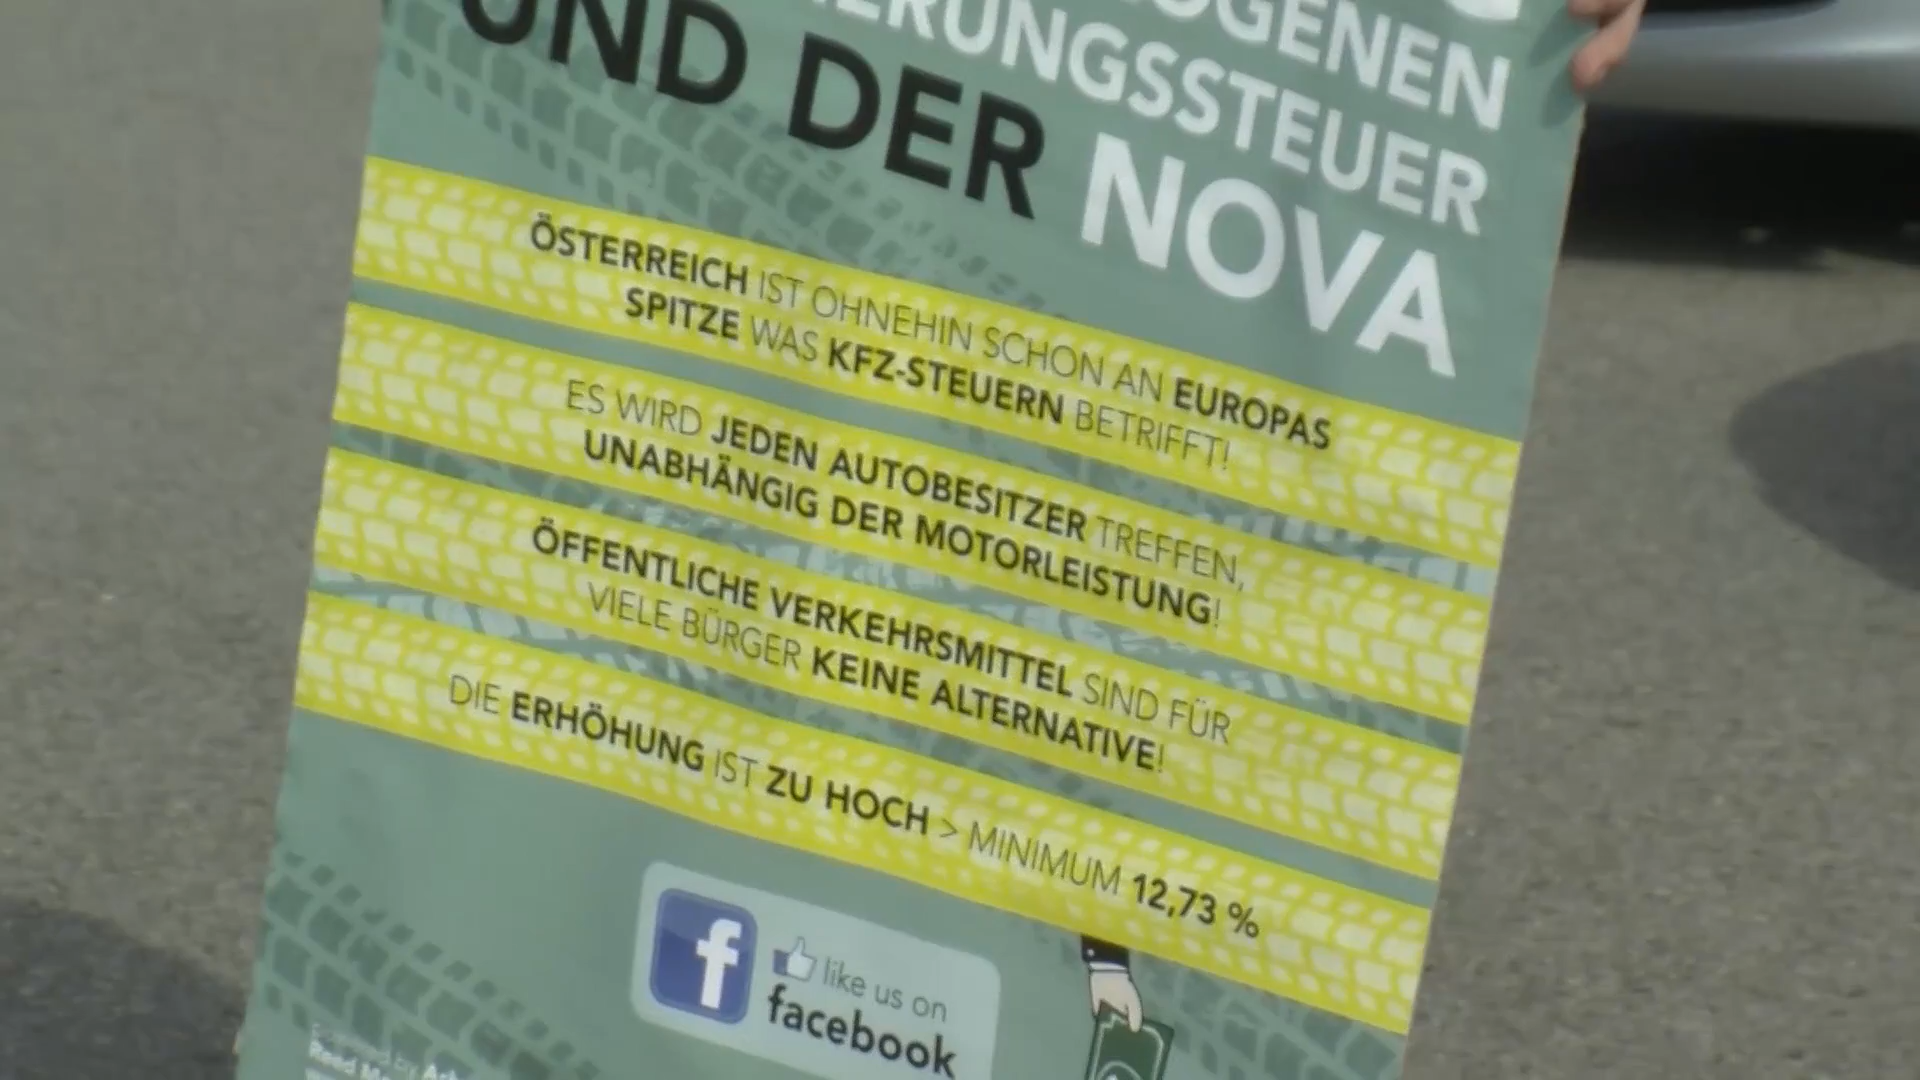 UND DER NOVA
ÖSTERREICH IST OHNEHIN SCHON AN EUROPAS
SPITZE WAS KFZ-STEUERN BETRIFFT!
ES WIRD JEDEN AUTOBESITZER TREFFEN,
UNABHÄNGIG DER MOTORLEISTUNG!
ÖFFENTLICHE VERKEHRSMITTEL SIND FÜR
VIELE BÜRGER KEINE ALTERNATIVE!
DIE ERHÖHUNG IST ZU HOCH > MINIMUM 12,73 %
f
like us on
facebook